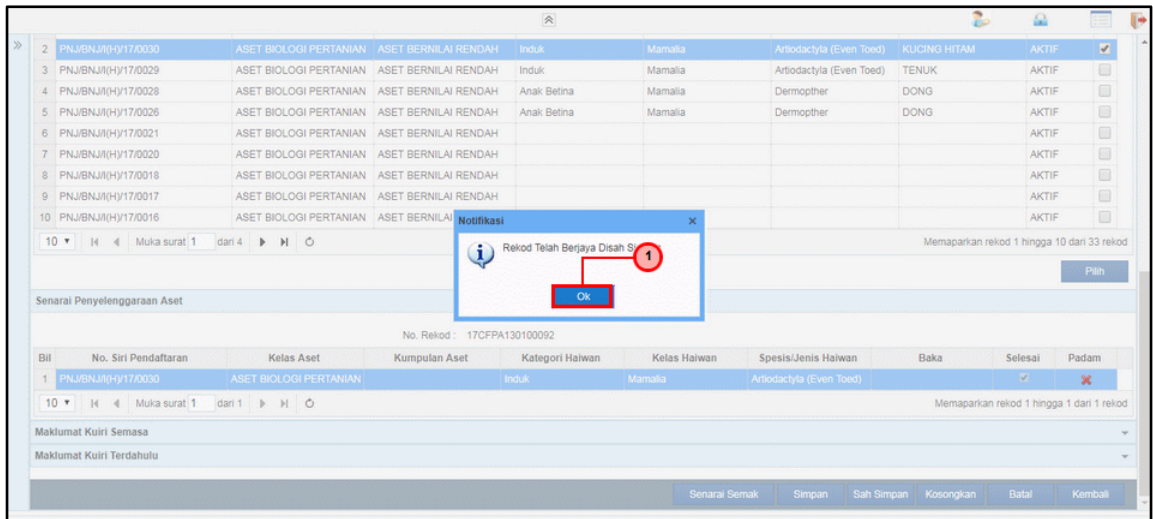 2 PNJ/BNJ/I(H)/17/0030 ASET BIOLOGI PERTANIAN ASET BERNILAI RENDAH Induk Mamalia Artiodactyla (Even Toed) KUCING HITAM AKTIF
3 PNJ/BNJ/I(H)/17/0029 ASET BIOLOGI PERTANIAN ASET BERNILAI RENDAH Induk Mamalia Artiodactyla (Even Toed) TENUK AKTIF
4 PNJ/BNJ/I(H)/17/0028 ASET BIOLOGI PERTANIAN ASET BERNILAI RENDAH Anak Betina Mamalia Dermopther DONG AKTIF
5 PNJ/BNJ/I(H)/17/0026 ASET BIOLOGI PERTANIAN ASET BERNILAI RENDAH Anak Betina Mamalia Dermopther DONG AKTIF
6 PNJ/BNJ/I(H)/17/0021 ASET BIOLOGI PERTANIAN ASET BERNILAI RENDAH AKTIF
7 PNJ/BNJ/I(H)/17/0020 ASET BIOLOGI PERTANIAN ASET BERNILAI RENDAH AKTIF
8 PNJ/BNJ/I(H)/17/0018 ASET BIOLOGI PERTANIAN ASET BERNILAI RENDAH AKTIF
9 PNJ/BNJ/I(H)/17/0017 ASET BIOLOGI PERTANIAN ASET BERNILAI RENDAH AKTIF
10 PNJ/BNJ/I(H)/17/0016 ASET BIOLOGI PERTANIAN ASET BERNILAI AKTIF
Notifikasi
10 Muka surat 1 dari 4 Memaparkan rekod 1 hingga 10 dari 33 rekod
Rekod Telah Berjaya Disah
1
Ok
Pilih
Senarai Penyelenggaraan Aset
No. Rekod : 17CFPA130100092
Bil No. Siri Pendaftaran Kelas Aset Kumpulan Aset Kategori Haiwan Kelas Haiwan Spesis/Jenis Haiwan Baka Selesai Padam
1 PNJ/BNJ/I(H)/17/0030 ASET BIOLOGI PERTANIAN Induk Mamalia Artiodactyla (Even Toed)
10 Muka surat 1 dari 1 Memaparkan rekod 1 hingga 1 dari 1 rekod
Maklumat Kuiri Semasa
Maklumat Kuiri Terdahulu
Senarai Semak Simpan Sah Simpan Kosongkan Batal Kembali